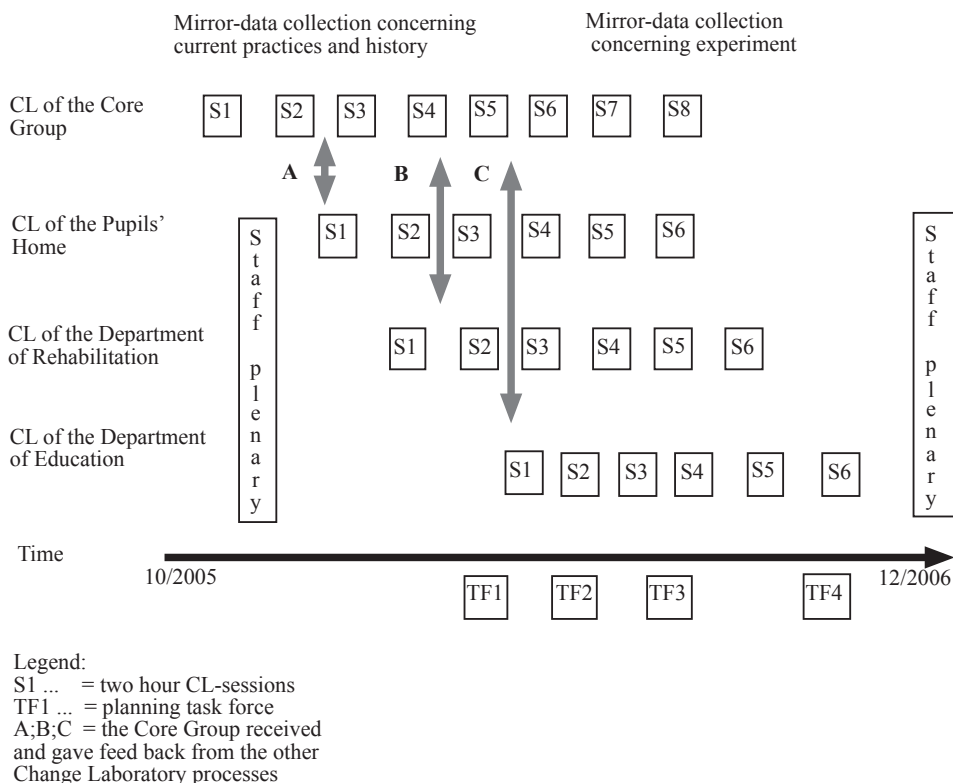 Mirror-data collection concerning
current practices and history
Mirror-data collection
concerning experiment
CL of the Core
Group
S1 S2 S3 S4 S5 S6 S7 S8
A B C
CL of the Pupils'
Home
S1 S2 S3 S4 S5 S6
Staff plenary
Staff plenary
CL of the Department
of Rehabilitation
S1 S2 S3 S4 S5 S6
CL of the Department
of Education
S1 S2 S3 S4 S5 S6
Time
10/2005
12/2006
TF1 TF2 TF3 TF4
Legend:
S1 ... = two hour CL-sessions
TF1 ... = planning task force
A;B;C = the Core Group received
and gave feed back from the other
Change Laboratory processes